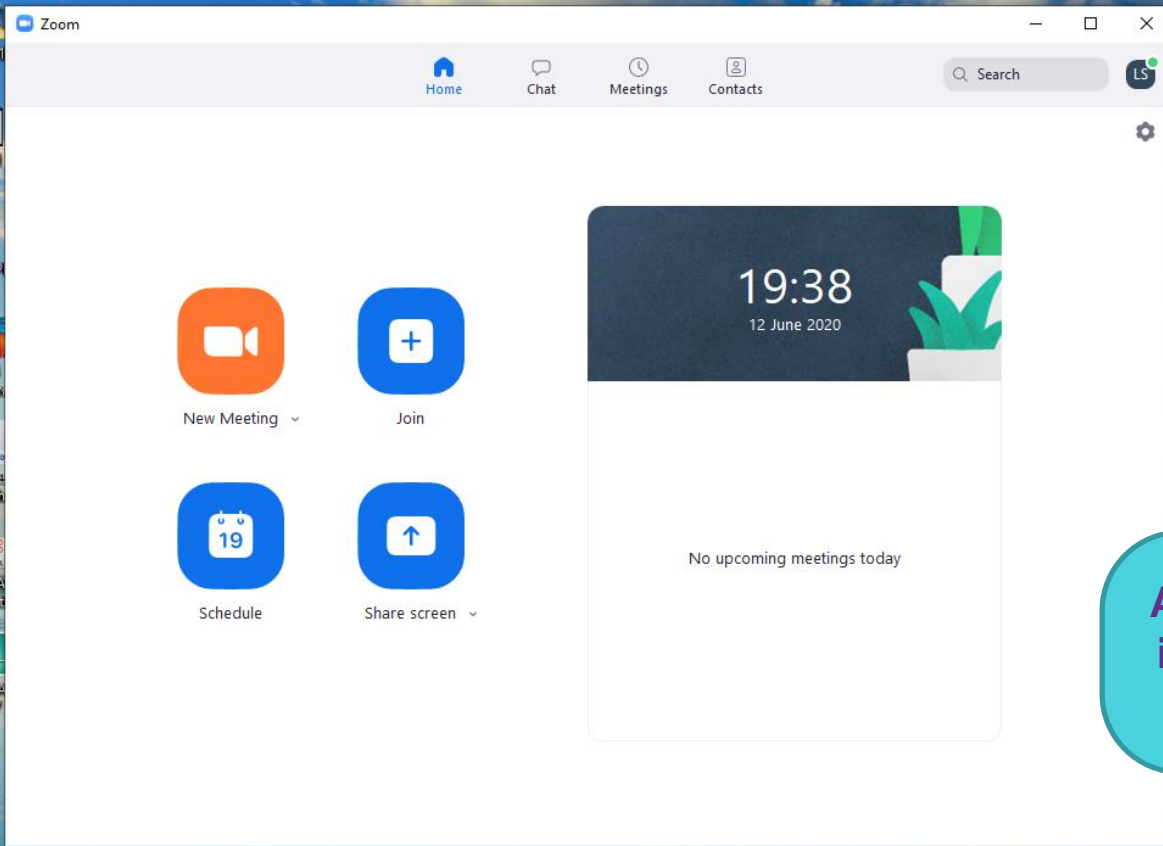 Zoom
Home
Chat
Meetings
Contacts
Search
LS
19:38
12 June 2020
New Meeting
Join
19
Schedule
Share screen
No upcoming meetings today